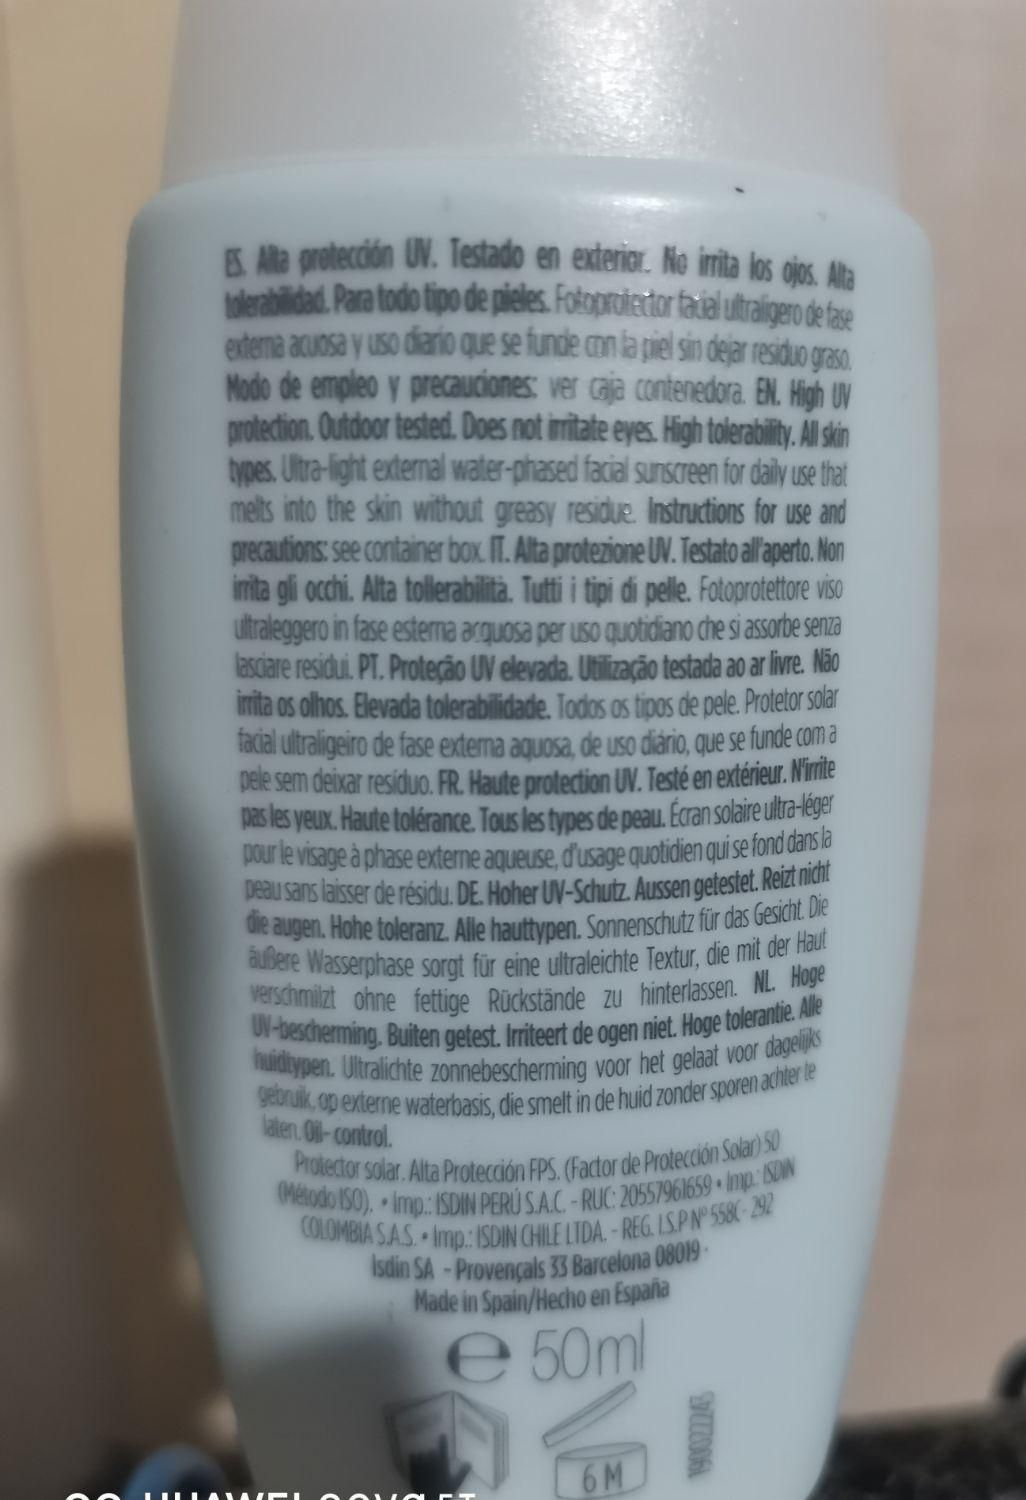 ES. Alta protección UV. Testado en exterior. No irrita los ojos. Alta
tolerabilidad. Para todo tipo de pieles. Fotoprotector facial ultraligero de fase
externa acuosa y uso diario que se funde con la piel sin dejar residuo graso.
Modo de empleo y precauciones: ver caja contenedora. EN. High UV
protection. Outdoor tested. Does not irritate eyes. High tolerability. All skin
types. Ultra-light external water-phased facial sunscreen for daily use that
melts into the skin without greasy residue. Instructions for use and
precautions: see container box. IT. Alta protezione UV. Testato all'aperto. Non
irrita gli occhi. Alta tollerabilità. Tutti i tipi di pelle. Fotoprotettore viso
ultraleggero in fase esterna acquosa per uso quotidiano che si assorbe senza
lasciare residui. PT. Proteção UV elevada. Utilização testada ao ar livre. Não
irrita os olhos. Elevada tolerabilidade. Todos os tipos de pele. Protetor solar
facial ultraligeiro de fase externa aquosa, de uso diário, que se funde com a
pele sem deixar resíduo. FR. Haute protection UV. Testé en extérieur. N'irrite
pas les yeux. Haute tolérance. Tous les types de peau. Écran solaire ultra-léger
pour le visage à phase externe aqueuse, d'usage quotidien qui se fond dans la
peau sans laisser de résidu. DE. Hoher UV-Schutz. Aussen getestet. Reizt nicht
die augen. Hohe toleranz. Alle hauttypen. Sonnenschutz für das Gesicht. Die
äußere Wasserphase sorgt für eine ultraleichte Textur, die mit der Haut
verschmilzt ohne fettige Rückstände zu hinterlassen. NL. Hoge
UV-bescherming. Buiten getest. Irriteert de ogen niet. Hoge tolerantie. Alle
huidtypen. Ultralichte zonnebescherming voor het gelaat voor dagelijks
gebruik, op externe waterbasis, die smelt in de huid zonder sporen achter te
laten. Oil- control.
Protector solar. Alta Protección FPS. (Factor de Protección Solar) 50
(Método ISO). • Imp.: ISDIN PERÚ S.A.C. - RUC: 20557961659 • Imp.: ISDIN
COLOMBIA S.A.S. • Imp.: ISDIN CHILE LTDA. - REG. I.S.P Nº 558C - 292
Isdin SA - Provençals 33 Barcelona 08019 ·
Made in Spain/Hecho en España
e 50ml
6 M